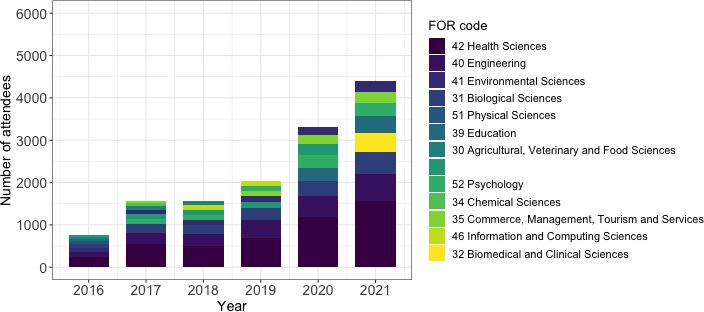 6000
5000
4000
3000
2000
1000
0
Number of attendees
2016 2017 2018 2019 2020 2021
Year
FOR code
42 Health Sciences
40 Engineering
41 Environmental Sciences
31 Biological Sciences
51 Physical Sciences
39 Education
30 Agricultural, Veterinary and Food Sciences
52 Psychology
34 Chemical Sciences
35 Commerce, Management, Tourism and Services
46 Information and Computing Sciences
32 Biomedical and Clinical Sciences